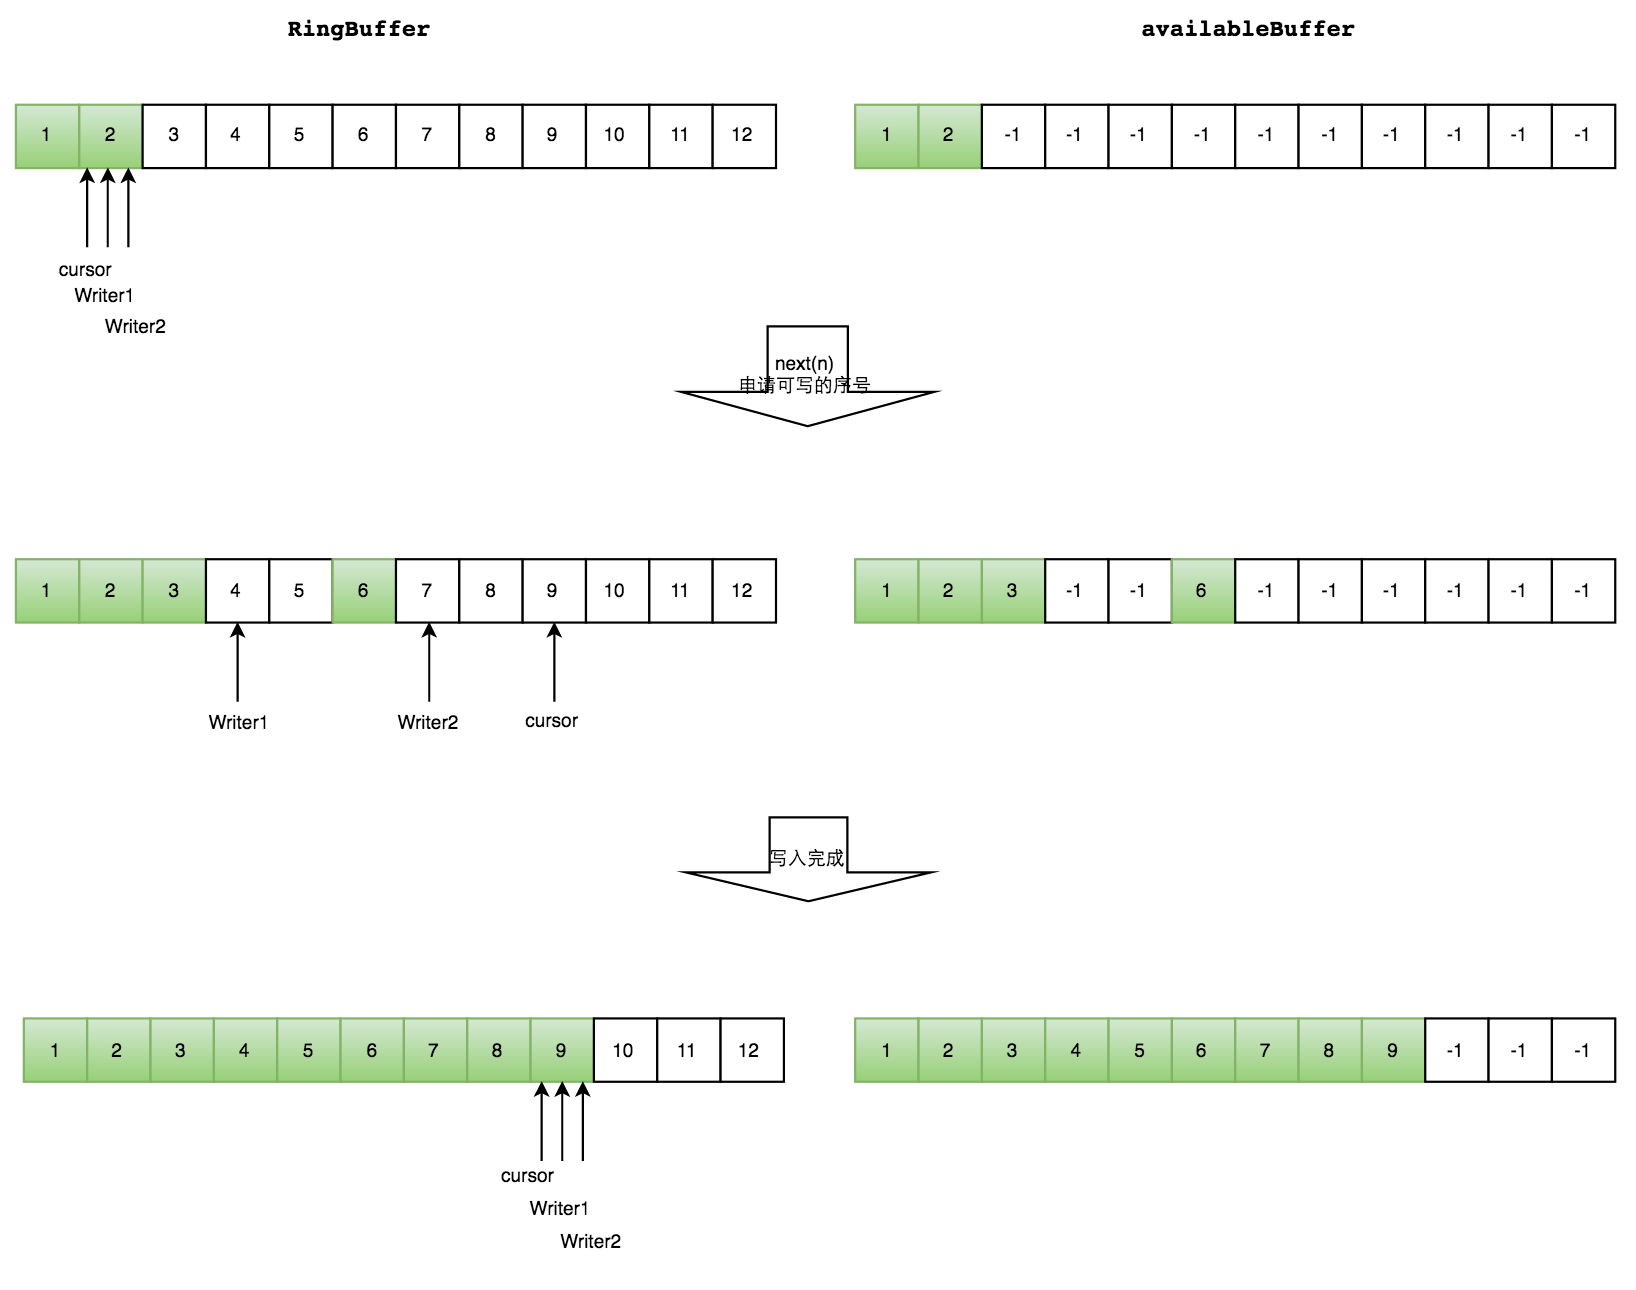 RingBuffer availableBuffer
1 2 3 4 5 6 7 8 9 10 11 12 1 2 -1 -1 -1 -1 -1 -1 -1 -1 -1 -1
cursor
Writer1
Writer2
next(n)
申请可写的序号
1 2 3 4 5 6 7 8 9 10 11 12 1 2 3 -1 -1 6 -1 -1 -1 -1 -1 -1
Writer1 Writer2 cursor
写入完成
1 2 3 4 5 6 7 8 9 10 11 12 1 2 3 4 5 6 7 8 9 -1 -1 -1
cursor
Writer1
Writer2